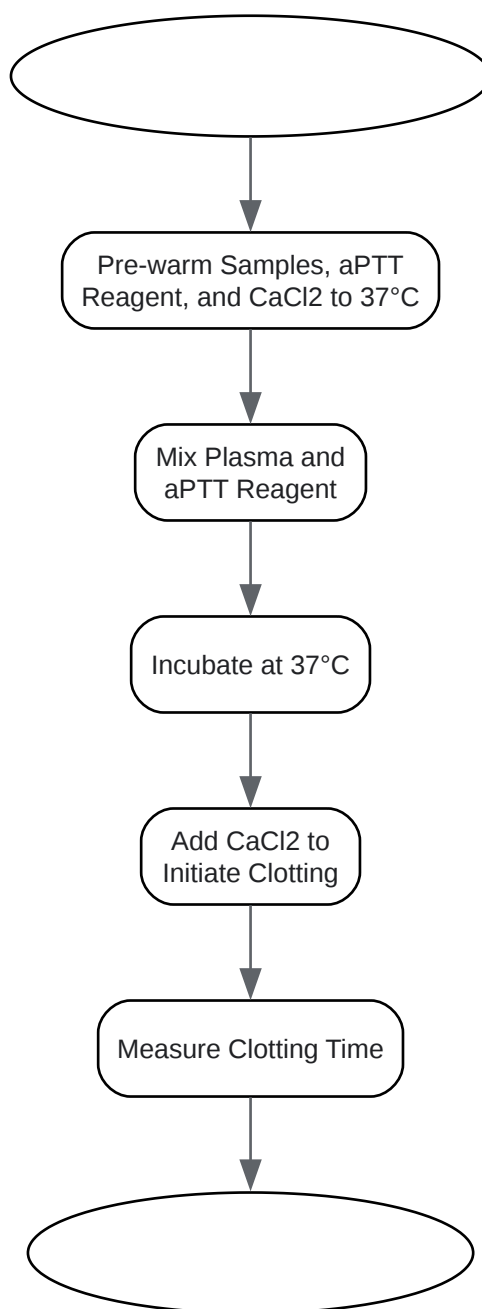 Pre-warm Samples, aPTT
Reagent, and CaCl2 to 37°C
Mix Plasma and
aPTT Reagent
Incubate at 37°C
Add CaCl2 to
Initiate Clotting
Measure Clotting Time